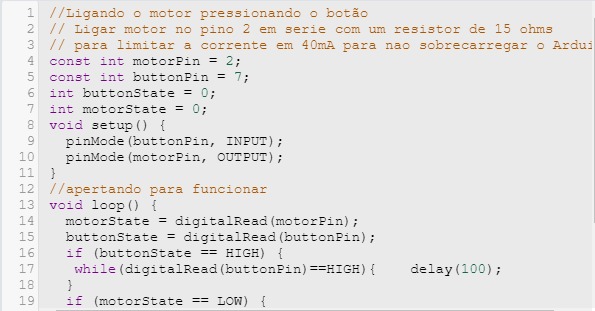 1 //Ligando o motor pressionando o botão
2 // Ligar motor no pino 2 em serie com um resistor de 15 ohms
3 // para limitar a corrente em 40mA para nao sobrecarregar o Ardui
4 const int motorPin = 2;
5 const int buttonPin = 7;
6 int buttonState = 0;
7 int motorState = 0;
8 void setup() {
9 pinMode(buttonPin, INPUT);
10 pinMode(motorPin, OUTPUT);
11 }
12 //apertando para funcionar
13 void loop() {
14 motorState = digitalRead(motorPin);
15 buttonState = digitalRead(buttonPin);
16 if (buttonState == HIGH) {
17 while(digitalRead(buttonPin)==HIGH){    delay(100);
18 }
19 if (motorState == LOW) {